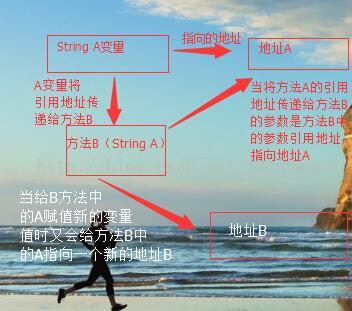 String A变量
指向的地址
地址A
A变量将
引用地址传
递给方法B
当将方法A的引用
地址传递给方法B
的参数是方法B中
的参数引用地址
指向地址A
方法B（String A）
当给B方法中
的A赋值新的变量
值时又会给方法B中
的A指向一个新的地址B
地址B